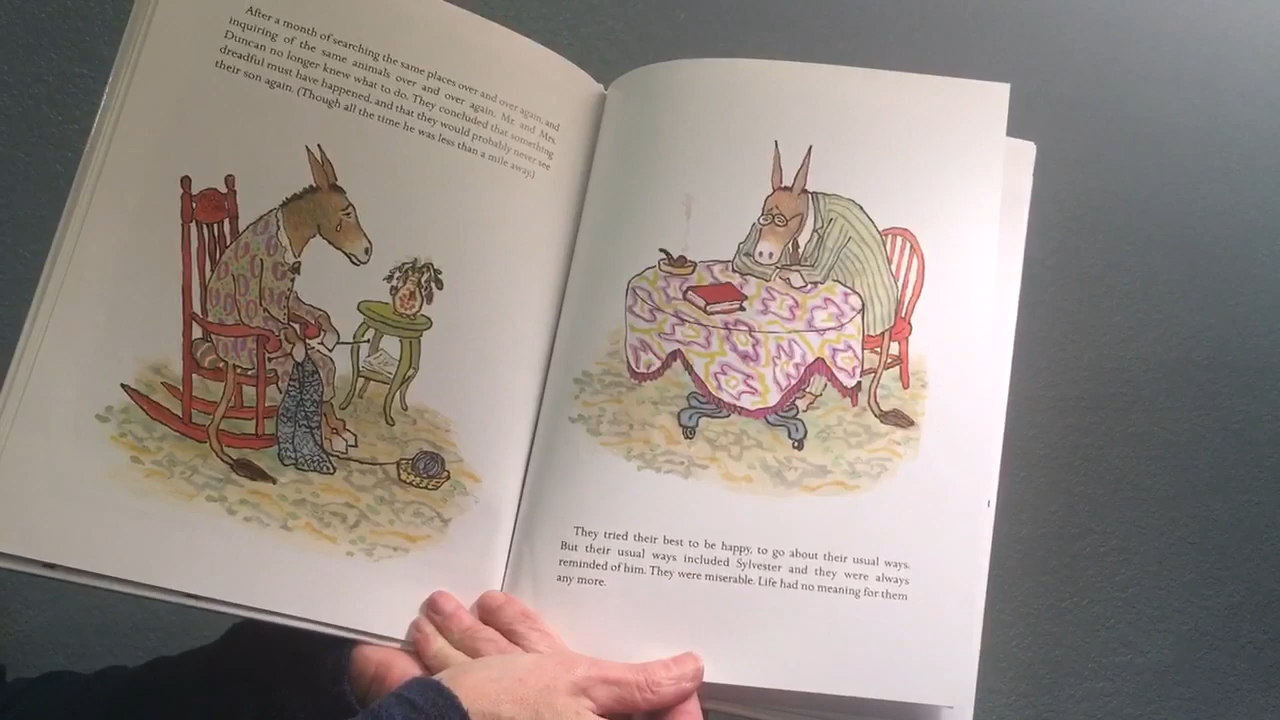 After a month of searching the same places over and over again, and
inquiring of the same animals over and over again, Mr. and Mrs.
Duncan no longer knew what to do. They concluded that something
dreadful must have happened, and that they would probably never see
their son again. (Though all the time he was less than a mile away.)
They tried their best to be happy, to go about their usual ways.
But their usual ways included Sylvester and they were always
reminded of him. They were miserable. Life had no meaning for them
any more.